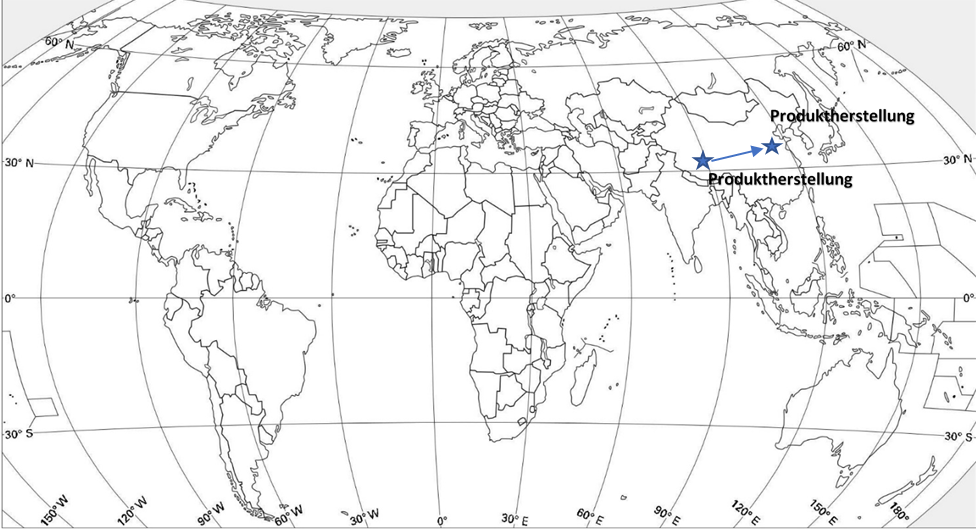 60° N
60° N
Produktherstellung
30° N
30° N
Produktherstellung
0°
0°
30° S
30° S
150° W
120° W
90° W
60° W
30° W
0°
30° E
60° E
90° E
120° E
150° E
180°